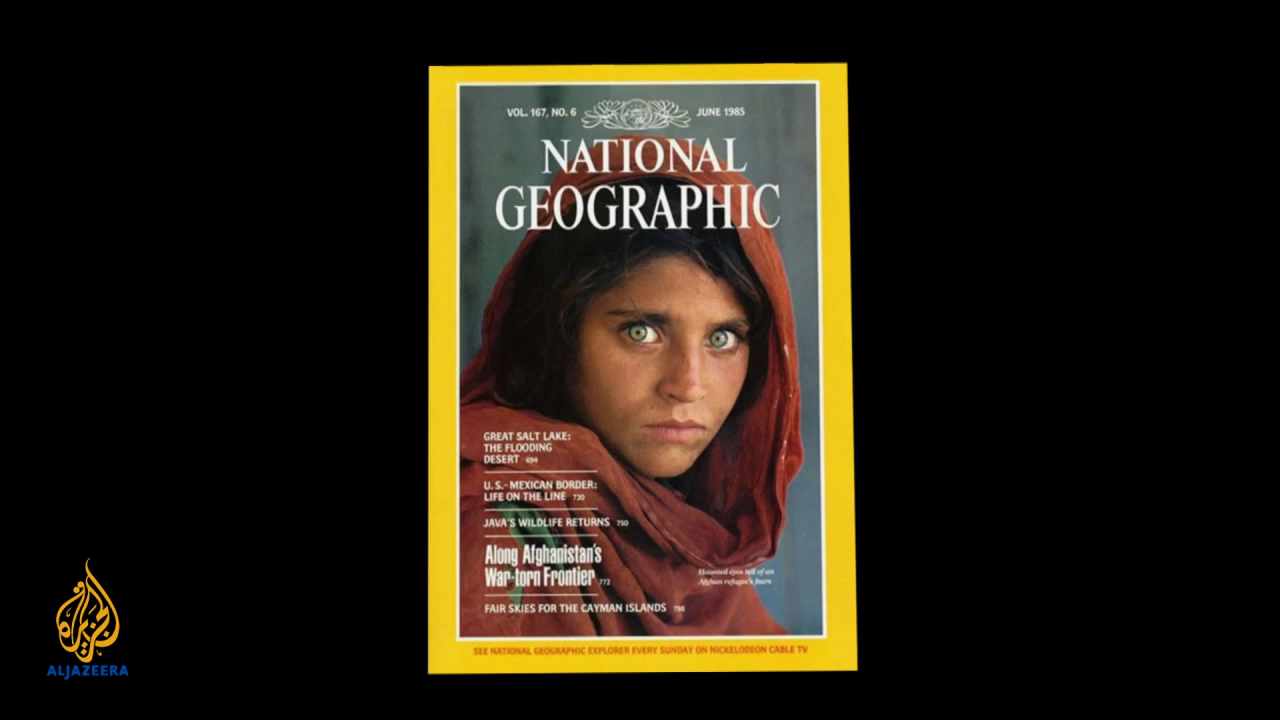 VOL. 167, NO. 6
JUNE 1985
NATIONAL
GEOGRAPHIC
GREAT SALT LAKE:
THE FLOODING
DESERT 694
U.S.–MEXICAN BORDER:
LIFE ON THE LINE 720
JAVA'S WILDLIFE RETURNS 750
Along Afghanistan's
War-torn Frontier 772
FAIR SKIES FOR THE CAYMAN ISLANDS 798
Haunted eyes tell of an
Afghan refugee's fears
SEE NATIONAL GEOGRAPHIC EXPLORER EVERY SUNDAY ON NICKELODEON CABLE TV
الجزيرة
ALJAZEERA